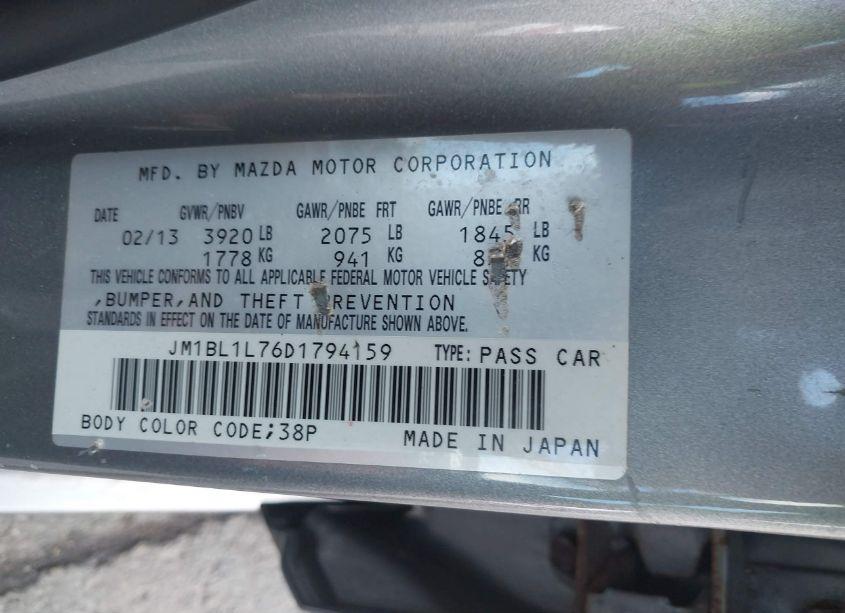 MFD. BY MAZDA MOTOR CORPORATION
DATE GVWR/PNBV GAWR/PNBE FRT GAWR/PNBE RR
02/13 3920 LB 2075 LB 1845 LB
1778 KG 941 KG KG
THIS VEHICLE CONFORMS TO ALL APPLICABLE FEDERAL MOTOR VEHICLE SAFETY
,BUMPER,AND THEFT PREVENTION
STANDARDS IN EFFECT ON THE DATE OF MANUFACTURE SHOWN ABOVE.
JM1BL1L76D1794159 TYPE: PASS CAR
BODY COLOR CODE;38P MADE IN JAPAN